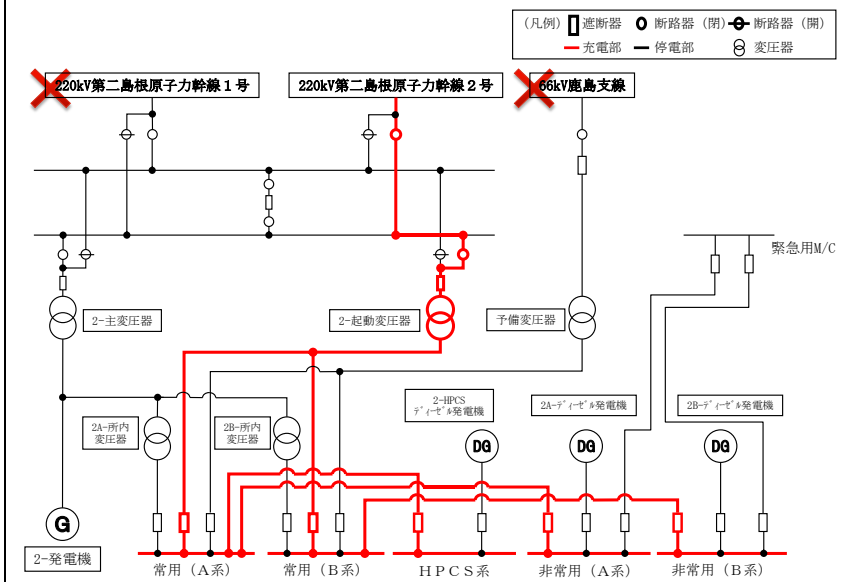 (凡例) 遮断器 断路器 (閉) 断路器 (開)
充電部 停電部 変圧器
220kV第二島根原子力幹線1号
220kV第二島根原子力幹線2号
66kV鹿島支線
緊急用M/C
2-主変圧器
2-起動変圧器
予備変圧器
2A-所内
変圧器
2B-所内
変圧器
2-HPCS
ディーゼル発電機
2A-ディーゼル発電機
2B-ディーゼル発電機
DG
DG
DG
G
2-発電機
常用 (A系)
常用 (B系)
HPCS系
非常用 (A系)
非常用 (B系)